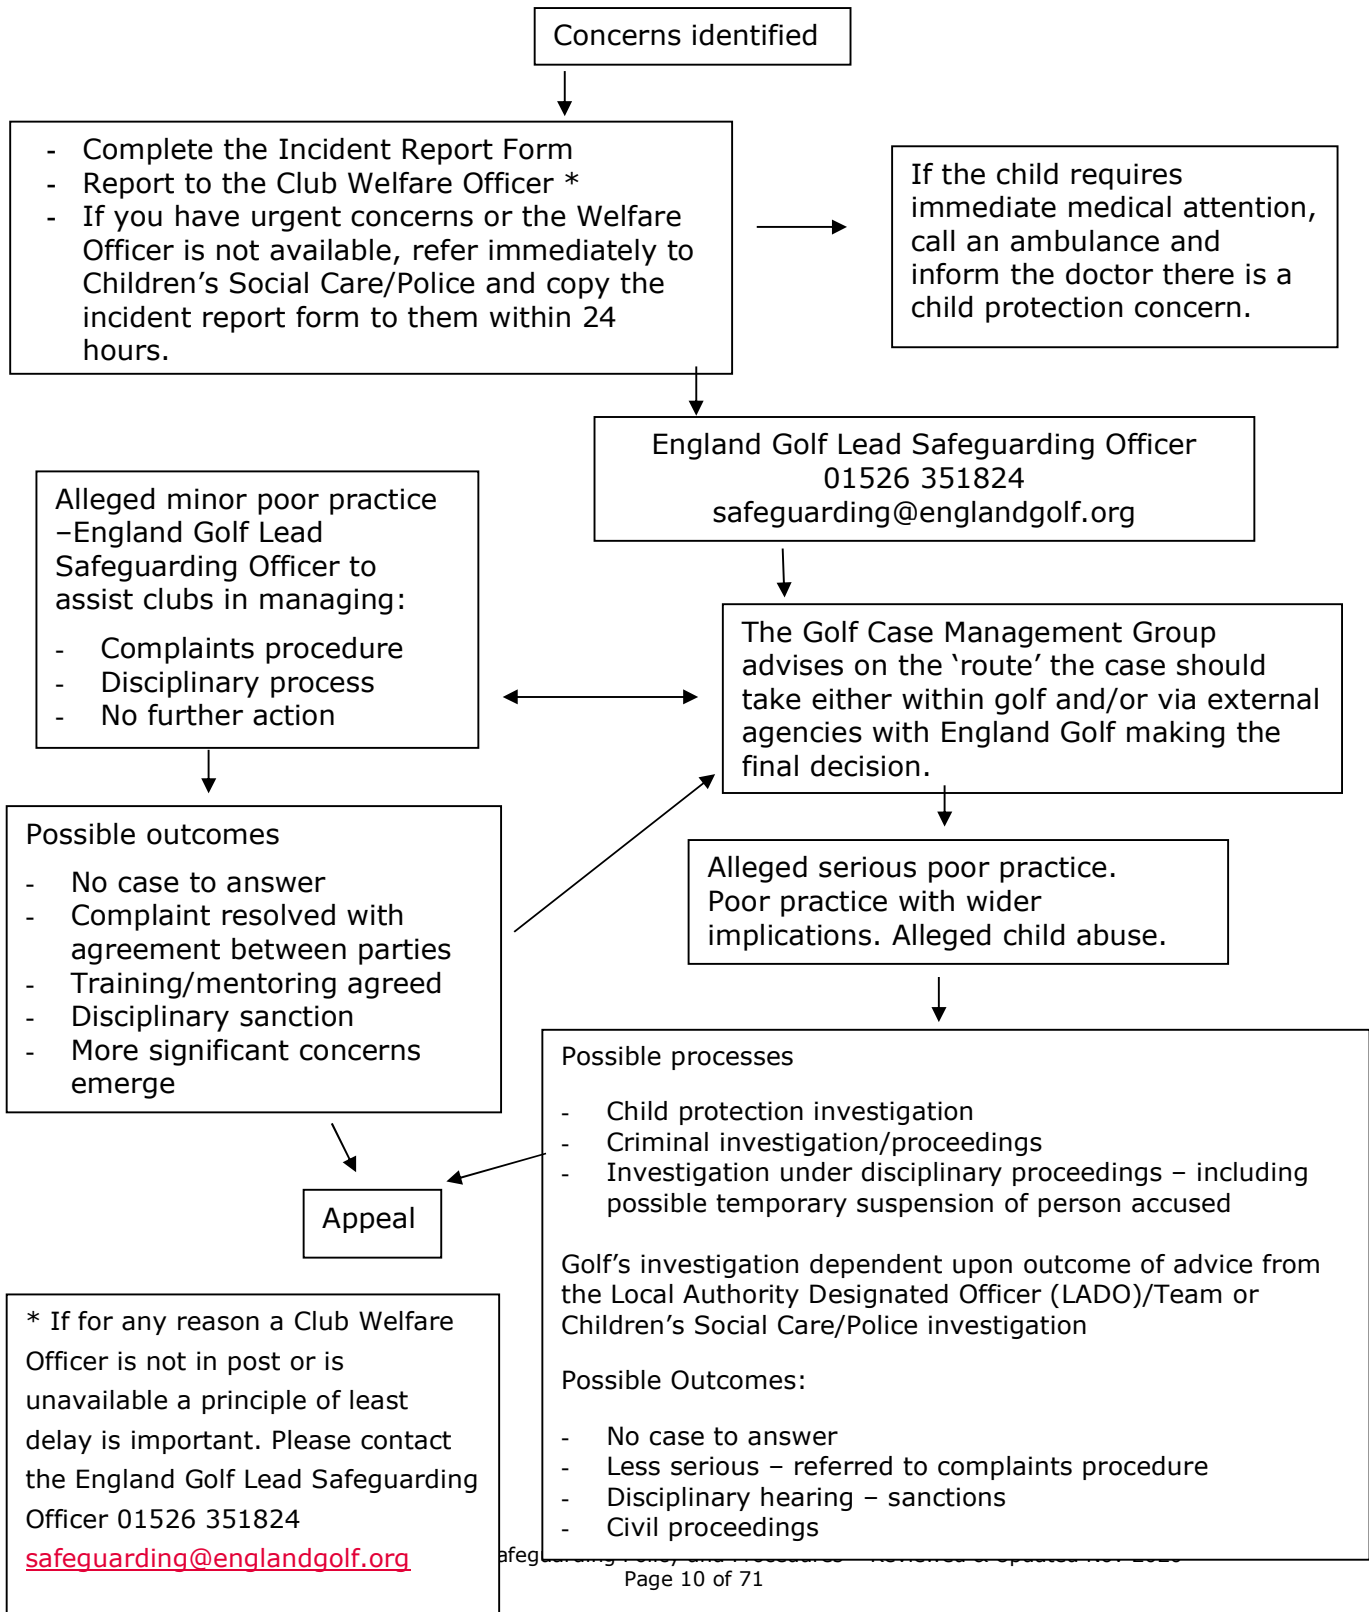 Concerns identified
- Complete the Incident Report Form
- Report to the Club Welfare Officer *
- If you have urgent concerns or the Welfare
Officer is not available, refer immediately to
Children’s Social Care/Police and copy the
incident report form to them within 24
hours.
If the child requires
immediate medical attention,
call an ambulance and
inform the doctor there is a
child protection concern.
England Golf Lead Safeguarding Officer
01526 351824
safeguarding@englandgolf.org
Alleged minor poor practice
–England Golf Lead
Safeguarding Officer to
assist clubs in managing:
- Complaints procedure
- Disciplinary process
- No further action
The Golf Case Management Group
advises on the ‘route’ the case should
take either within golf and/or via external
agencies with England Golf making the
final decision.
Possible outcomes
- No case to answer
- Complaint resolved with
agreement between parties
- Training/mentoring agreed
- Disciplinary sanction
- More significant concerns
emerge
Alleged serious poor practice.
Poor practice with wider
implications. Alleged child abuse.
Possible processes
- Child protection investigation
- Criminal investigation/proceedings
- Investigation under disciplinary proceedings – including
possible temporary suspension of person accused
Golf’s investigation dependent upon outcome of advice from
the Local Authority Designated Officer (LADO)/Team or
Children’s Social Care/Police investigation
Possible Outcomes:
- No case to answer
- Less serious – referred to complaints procedure
- Disciplinary hearing – sanctions
- Civil proceedings
Appeal
* If for any reason a Club Welfare
Officer is not in post or is
unavailable a principle of least
delay is important. Please contact
the England Golf Lead Safeguarding
Officer 01526 351824
safeguarding@englandgolf.org
Page 10 of 71